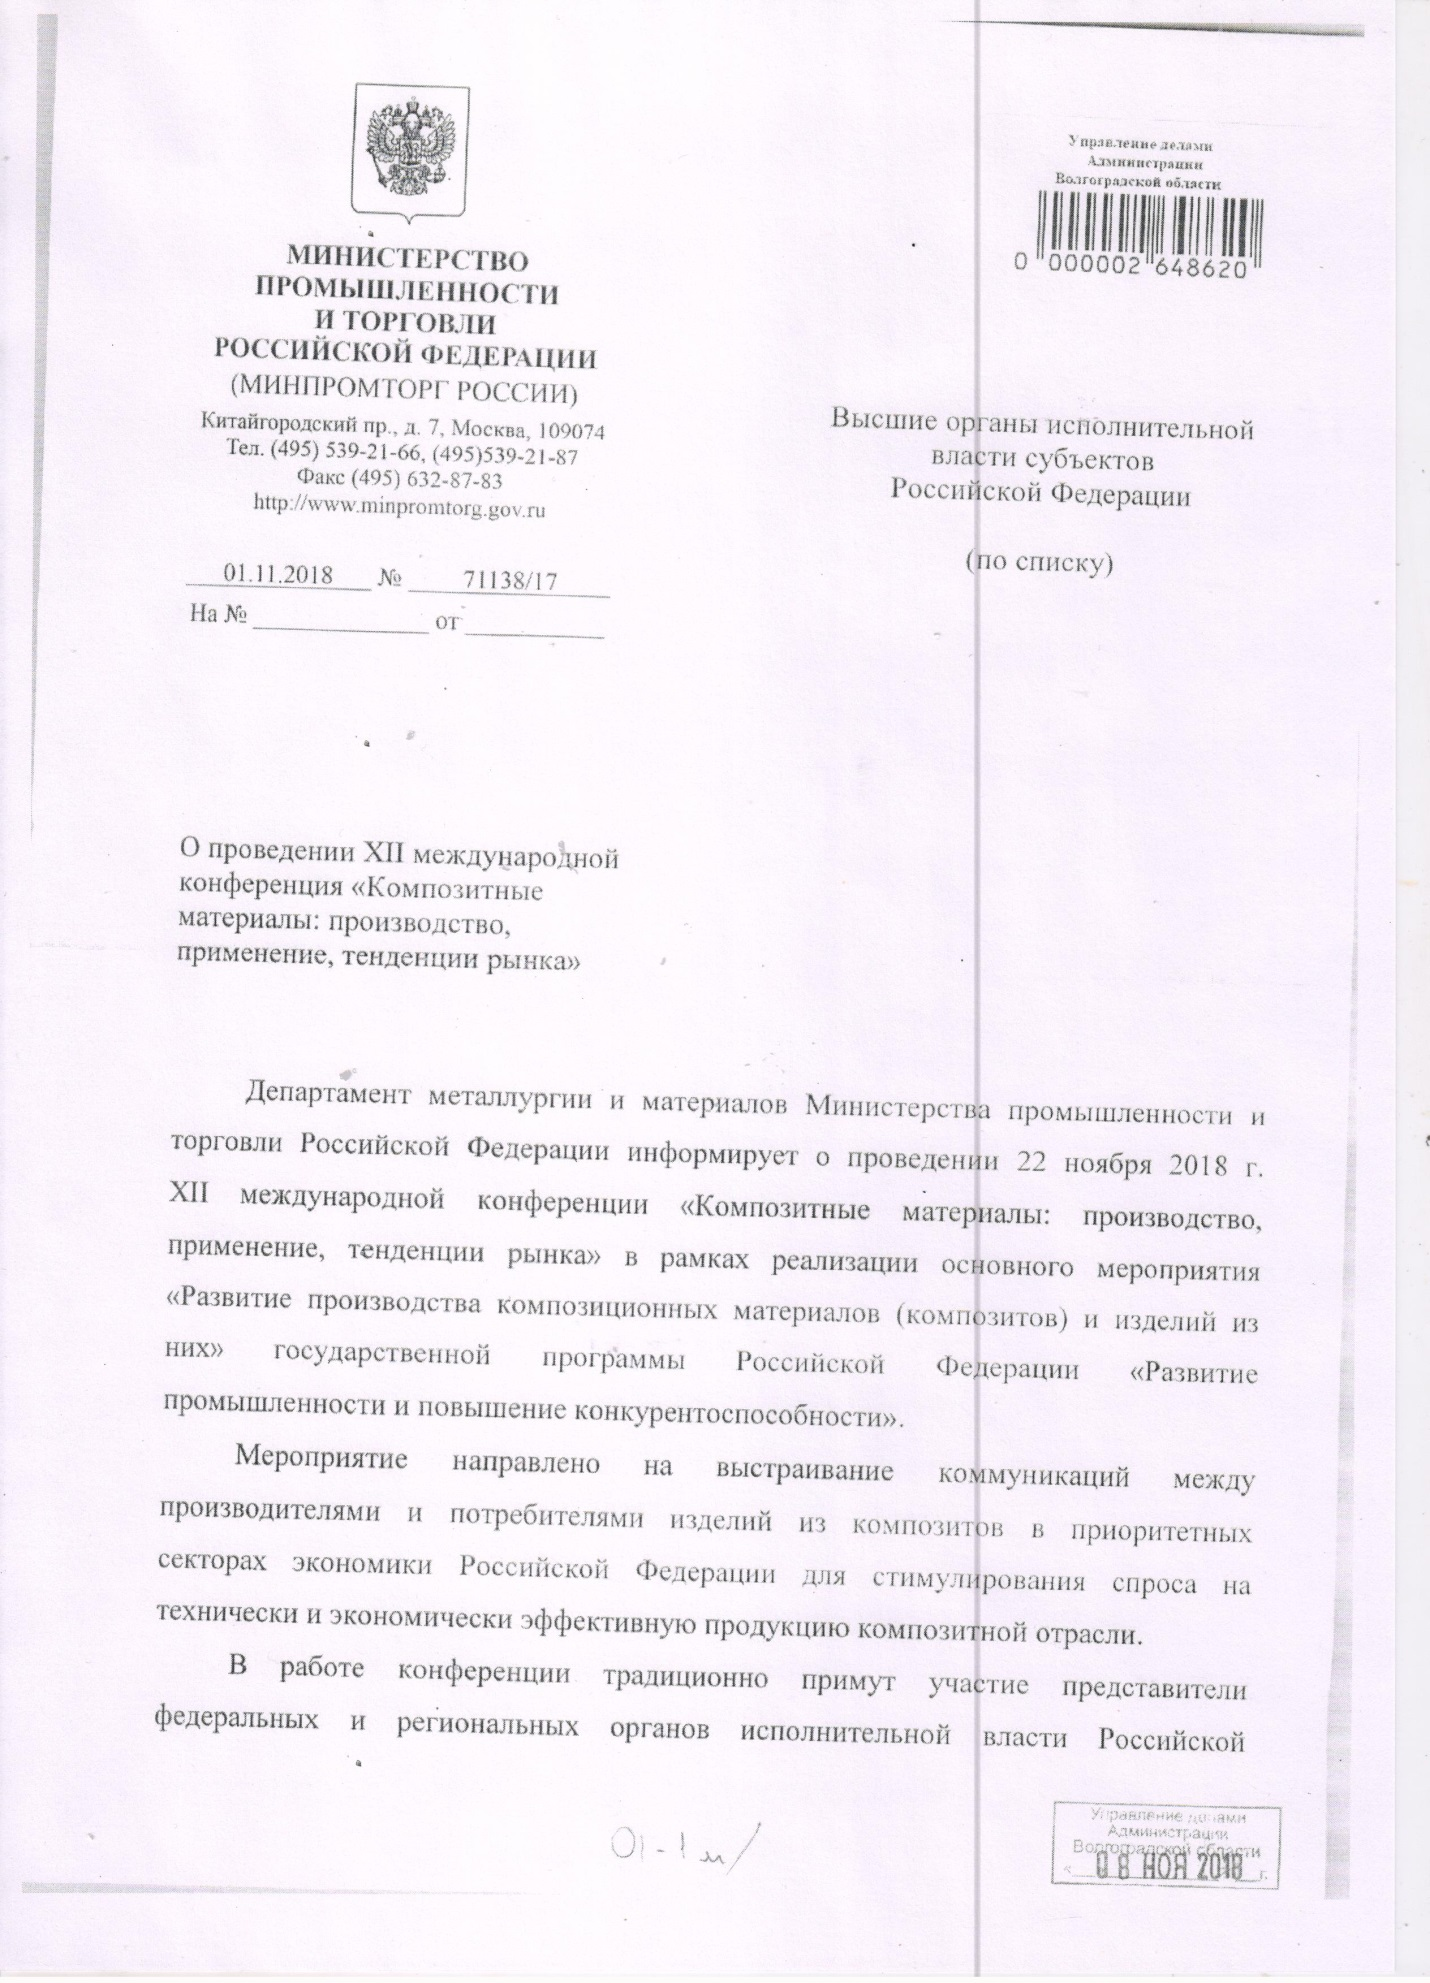 Управление делами
Администрации
Волгоградской области
0 000002 648620
МИНИСТЕРСТВО
ПРОМЫШЛЕННОСТИ
И ТОРГОВЛИ
РОССИЙСКОЙ ФЕДЕРАЦИИ
(МИНПРОМТОРГ РОССИИ)
Китайгородский пр., д. 7, Москва, 109074
Тел. (495) 539-21-66, (495)539-21-87
Факс (495) 632-87-83
http://www.minpromtorg.gov.ru
01.11.2018 № 71138/17
На № от
Высшие органы исполнительной
власти субъектов
Российской Федерации
(по списку)
О проведении XII международной
конференция «Композитные
материалы: производство,
применение, тенденции рынка»
Департамент металлургии и материалов Министерства промышленности и
торговли Российской Федерации информирует о проведении 22 ноября 2018 г.
XII международной конференции «Композитные материалы: производство,
применение, тенденции рынка» в рамках реализации основного мероприятия
«Развитие производства композиционных материалов (композитов) и изделий из
них» государственной программы Российской Федерации «Развитие
промышленности и повышение конкурентоспособности».
Мероприятие направлено на выстраивание коммуникаций между
производителями и потребителями изделий из композитов в приоритетных
секторах экономики Российской Федерации для стимулирования спроса на
технически и экономически эффективную продукцию композитной отрасли.
В работе конференции традиционно примут участие представители
федеральных и региональных органов исполнительной власти Российской
Управление делами
Администрации
Волгоградской области
« 08 НОЯ 2018 г.